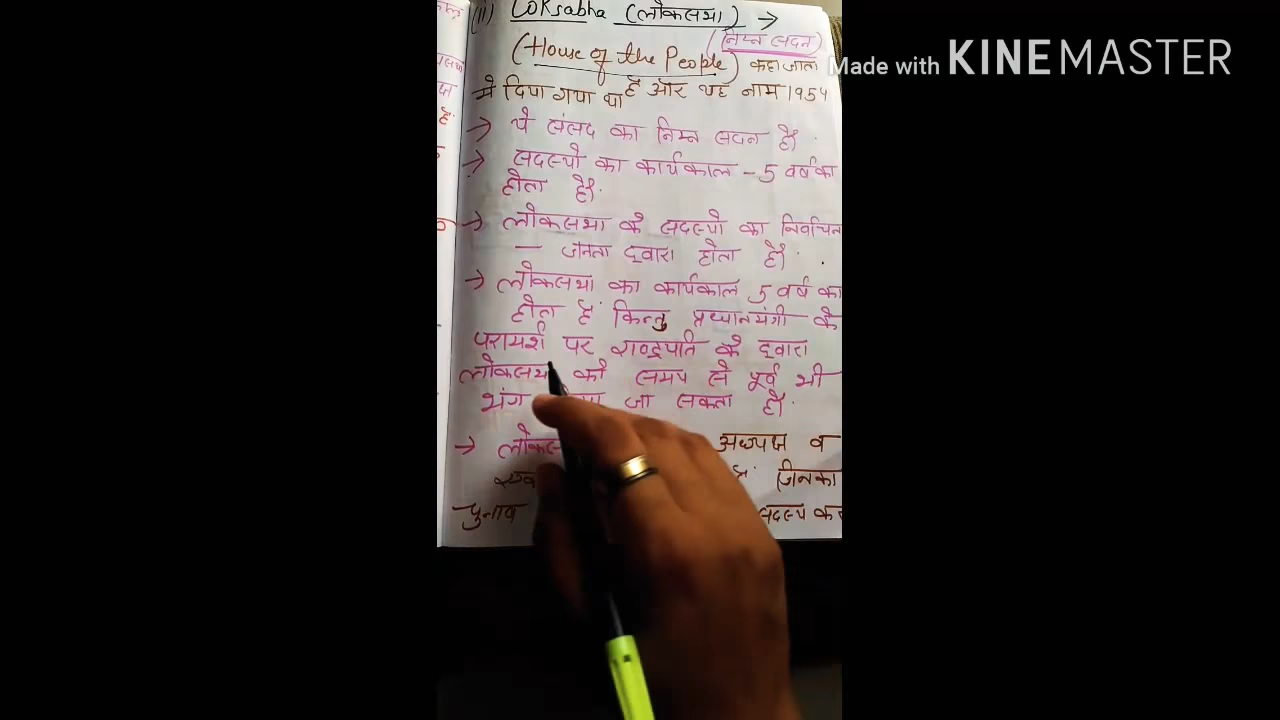 (ii) Loksabha (लोकसभा) →
(निम्न सदन)
(House of the People) कहा जाता
है और यह नाम 1954
में दिया गया था
→ ये संसद का निम्न सदन है।
→ सदस्यो का कार्यकाल - 5 वर्ष का
होता है।
→ लोकसभा के सदस्यो का निर्वाचन
— जनता द्वारा होता है।
→ लोकसभा का कार्यकाल 5 वर्ष का
होता है किन्तु प्रधानमंत्री के
परामर्श पर राष्ट्रपति के द्वारा
लोकसभा को समय से पूर्व भी
भंग जा सकता है।
→ अध्यक्ष व
जिनका
चुनाव सदस्य
Made with KINEMASTER